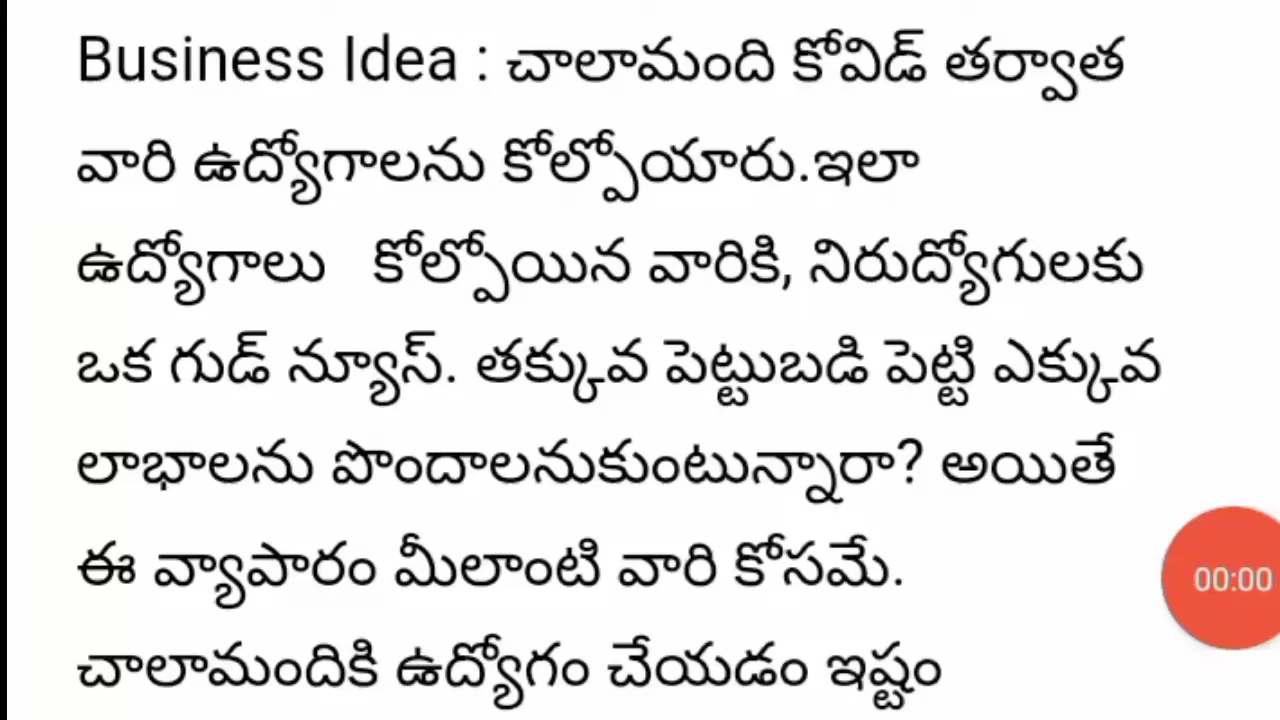 Business Idea : చాలామంది కోవిడ్ తర్వాత
వారి ఉద్యోగాలను కోల్పోయారు.ఇలా
ఉద్యోగాలు   కోల్పోయిన వారికి, నిరుద్యోగులకు
ఒక గుడ్ న్యూస్. తక్కువ పెట్టుబడి పెట్టి ఎక్కువ
లాభాలను పొందాలనుకుంటున్నారా? అయితే
ఈ వ్యాపారం మీలాంటి వారి కోసమే.
00:00
చాలామందికి ఉద్యోగం చేయడం ఇష్టం